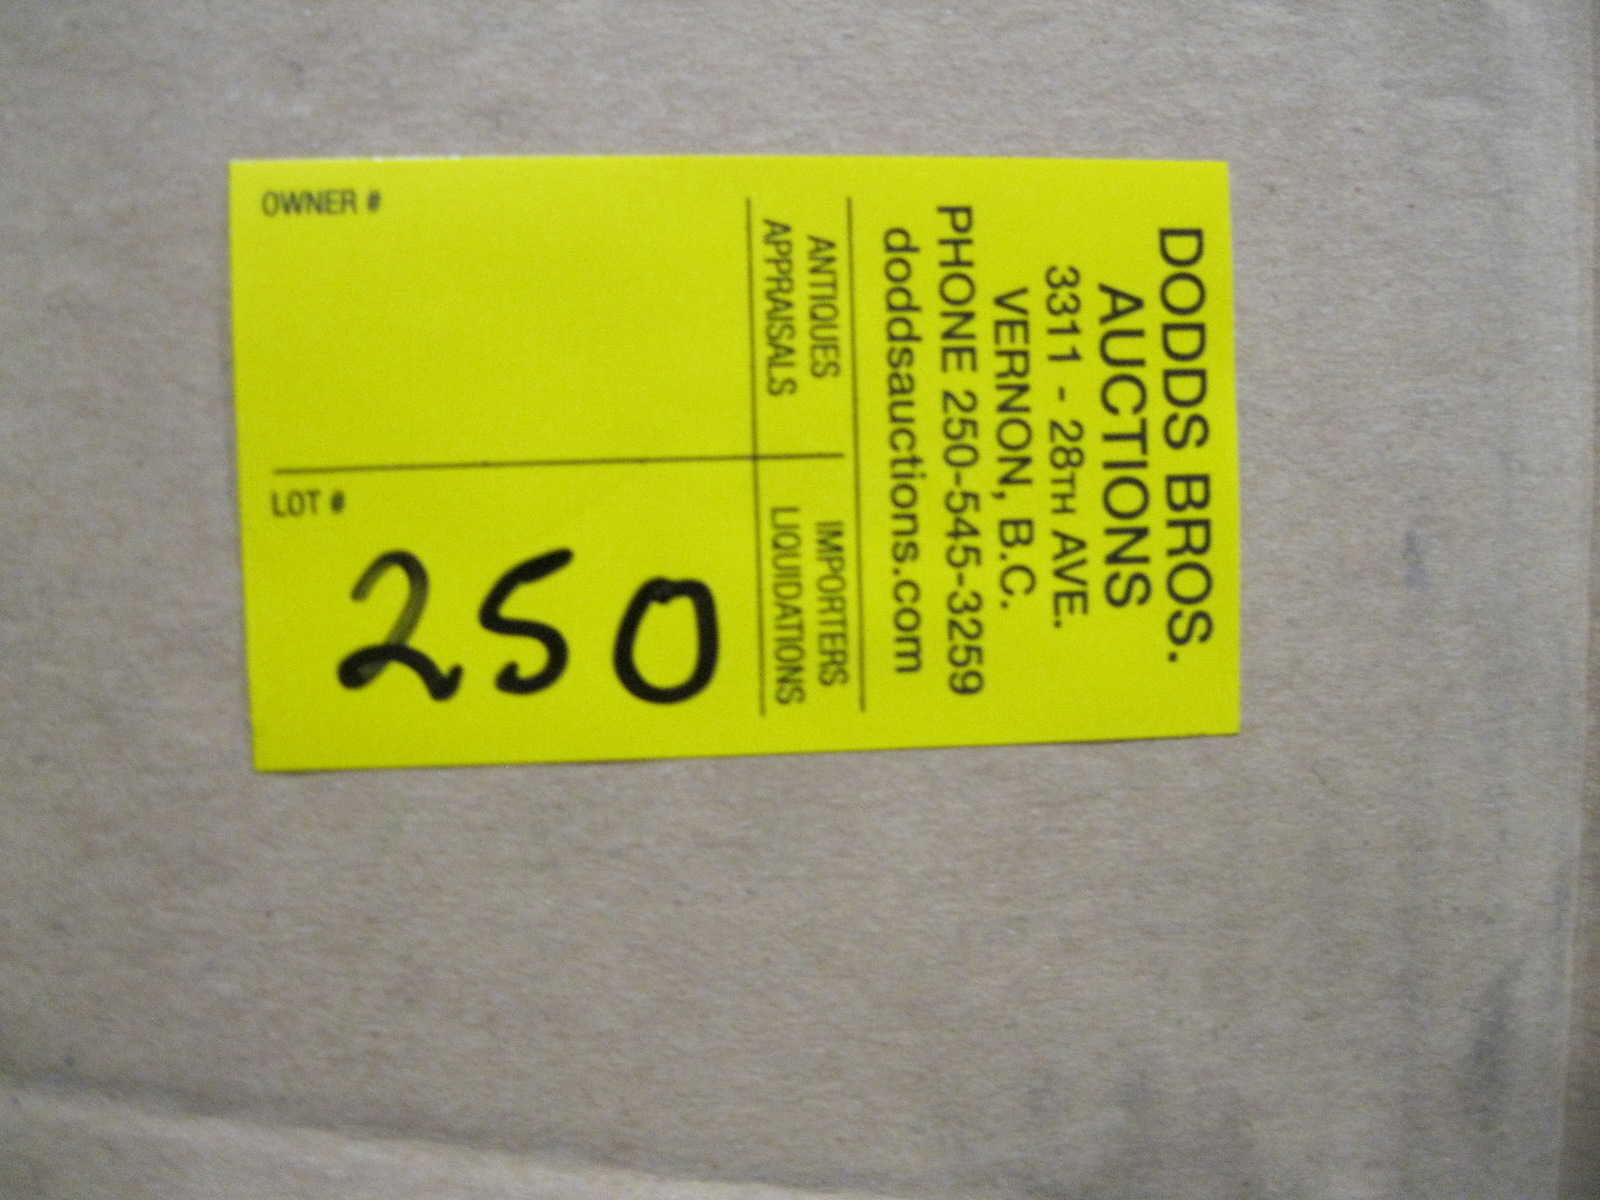 DODDS BROS.
AUCTIONS
3311 - 28TH AVE.
VERNON, B.C.
PHONE 250-545-3259
doddsauctions.com
ANTIQUES IMPORTERS
APPRAISALS LIQUIDATIONS
OWNER #
LOT #
250